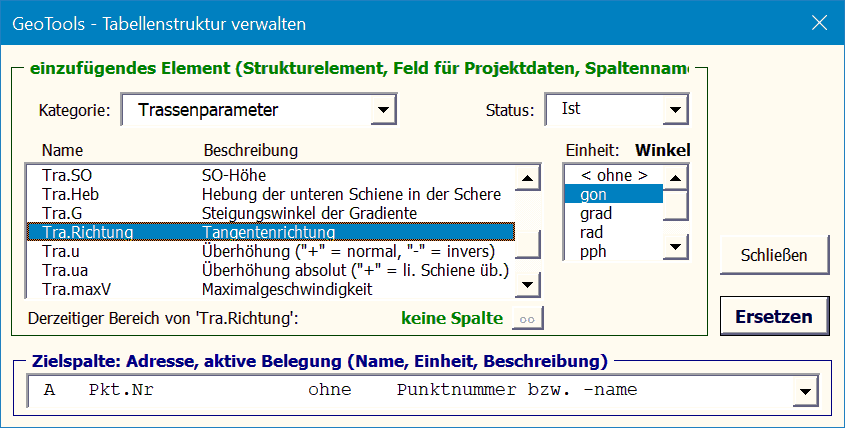 GeoTools - Tabellenstruktur verwalten
einzufügendes Element (Strukturelement, Feld für Projektdaten, Spaltenname
Kategorie: Trassenparameter Status: Ist
Name Beschreibung Einheit: Winkel
Tra.SO SO-Höhe < ohne >
Tra.Heb Hebung der unteren Schiene in der Schere gon
Tra.G Steigungswinkel der Gradiente grad
Tra.Richtung Tangentenrichtung rad
Tra.u Überhöhung ("+" = normal, "-" = invers) pph
Tra.ua Überhöhung absolut ("+" = li. Schiene üb.)
Tra.maxV Maximalgeschwindigkeit
Schließen
Derzeitiger Bereich von 'Tra.Richtung': keine Spalte oo
Ersetzen
Zielspalte: Adresse, aktive Belegung (Name, Einheit, Beschreibung)
A Pkt.Nr ohne Punktnummer bzw. -name